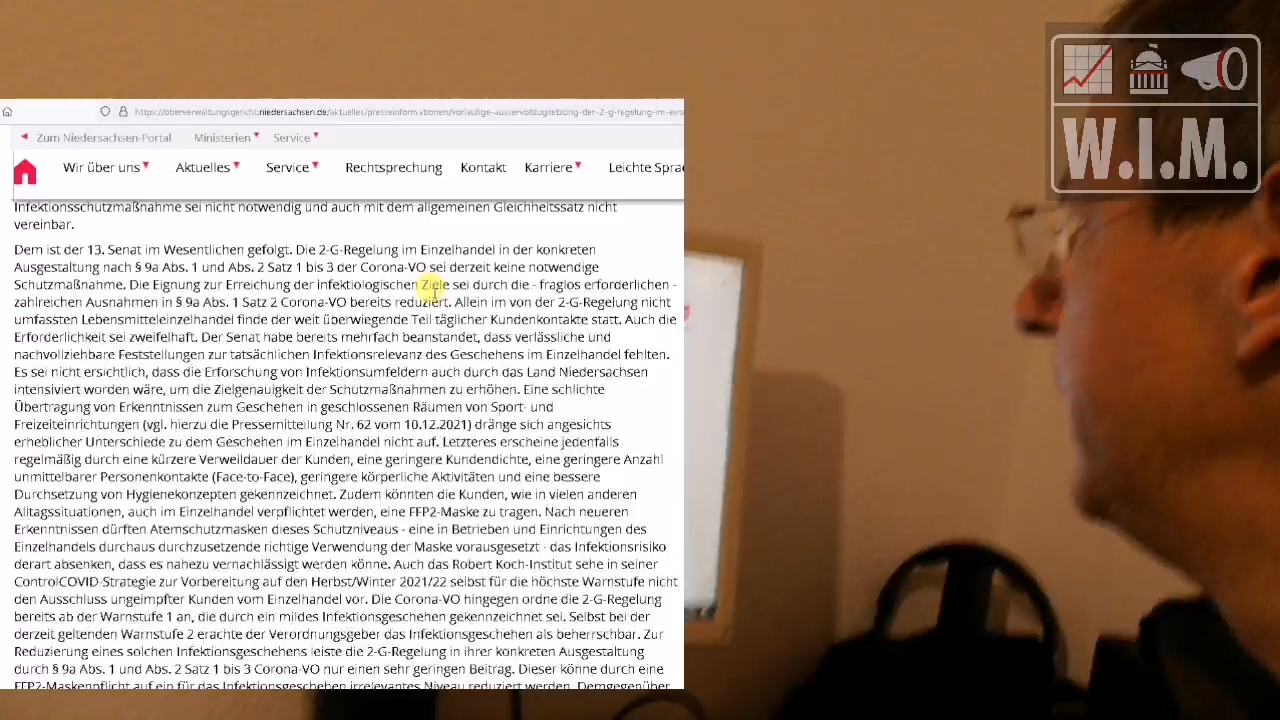 W.I.M.
https://oberverwaltungsgericht.niedersachsen.de/aktuelles/presseinformationen/vorlaufige-ausservollzugsetzung-der-2-g-regelung-im-einz
Zum Niedersachsen-Portal Ministerien Service
Wir über uns Aktuelles Service Rechtsprechung Kontakt Karriere Leichte Sprac
Infektionsschutzmaßnahme sei nicht notwendig und auch mit dem allgemeinen Gleichheitssatz nicht
vereinbar.
Dem ist der 13. Senat im Wesentlichen gefolgt. Die 2-G-Regelung im Einzelhandel in der konkreten
Ausgestaltung nach § 9a Abs. 1 und Abs. 2 Satz 1 bis 3 der Corona-VO sei derzeit keine notwendige
Schutzmaßnahme. Die Eignung zur Erreichung der infektiologischen Ziele sei durch die - fraglos erforderlichen -
zahlreichen Ausnahmen in § 9a Abs. 1 Satz 2 Corona-VO bereits reduziert. Allein im von der 2-G-Regelung nicht
umfassten Lebensmitteleinzelhandel finde der weit überwiegende Teil täglicher Kundenkontakte statt. Auch die
Erforderlichkeit sei zweifelhaft. Der Senat habe bereits mehrfach beanstandet, dass verlässliche und
nachvollziehbare Feststellungen zur tatsächlichen Infektionsrelevanz des Geschehens im Einzelhandel fehlten.
Es sei nicht ersichtlich, dass die Erforschung von Infektionsumfeldern auch durch das Land Niedersachsen
intensiviert worden wäre, um die Zielgenauigkeit der Schutzmaßnahmen zu erhöhen. Eine schlichte
Übertragung von Erkenntnissen zum Geschehen in geschlossenen Räumen von Sport- und
Freizeiteinrichtungen (vgl. hierzu die Pressemitteilung Nr. 62 vom 10.12.2021) dränge sich angesichts
erheblicher Unterschiede zu dem Geschehen im Einzelhandel nicht auf. Letzteres erscheine jedenfalls
regelmäßig durch eine kürzere Verweildauer der Kunden, eine geringere Kundendichte, eine geringere Anzahl
unmittelbarer Personenkontakte (Face-to-Face), geringere körperliche Aktivitäten und eine bessere
Durchsetzung von Hygienekonzepten gekennzeichnet. Zudem könnten die Kunden, wie in vielen anderen
Alltagssituationen, auch im Einzelhandel verpflichtet werden, eine FFP2-Maske zu tragen. Nach neueren
Erkenntnissen dürften Atemschutzmasken dieses Schutzniveaus - eine in Betrieben und Einrichtungen des
Einzelhandels durchaus durchzusetzende richtige Verwendung der Maske vorausgesetzt - das Infektionsrisiko
derart absenken, dass es nahezu vernachlässigt werden könne. Auch das Robert Koch-Institut sehe in seiner
ControlCOVID-Strategie zur Vorbereitung auf den Herbst/Winter 2021/22 selbst für die höchste Warnstufe nicht
den Ausschluss ungeimpfter Kunden vom Einzelhandel vor. Die Corona-VO hingegen ordne die 2-G-Regelung
bereits ab der Warnstufe 1 an, die durch ein mildes Infektionsgeschehen gekennzeichnet sei. Selbst bei der
derzeit geltenden Warnstufe 2 erachte der Verordnungsgeber das Infektionsgeschehen als beherrschbar. Zur
Reduzierung eines solchen Infektionsgeschehens leiste die 2-G-Regelung in ihrer konkreten Ausgestaltung
durch § 9a Abs. 1 und Abs. 2 Satz 1 bis 3 Corona-VO nur einen sehr geringen Beitrag. Dieser könne durch eine
FFP2-Maskenpflicht auf ein für das Infektionsgeschehen irrelevantes Niveau reduziert werden. Demgegenüber